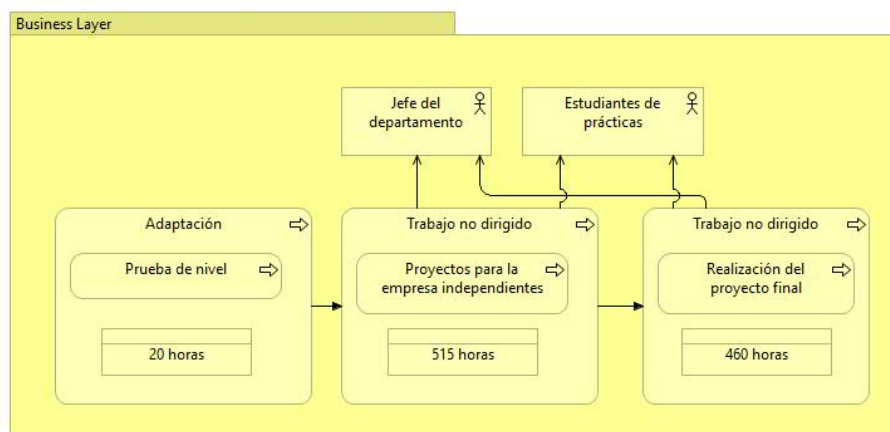 Business Layer
Jefe del
departamento
Estudiantes de
prácticas
Adaptación
Prueba de nivel
20 horas
Trabajo no dirigido
Proyectos para la
empresa independientes
515 horas
Trabajo no dirigido
Realización del
proyecto final
460 horas